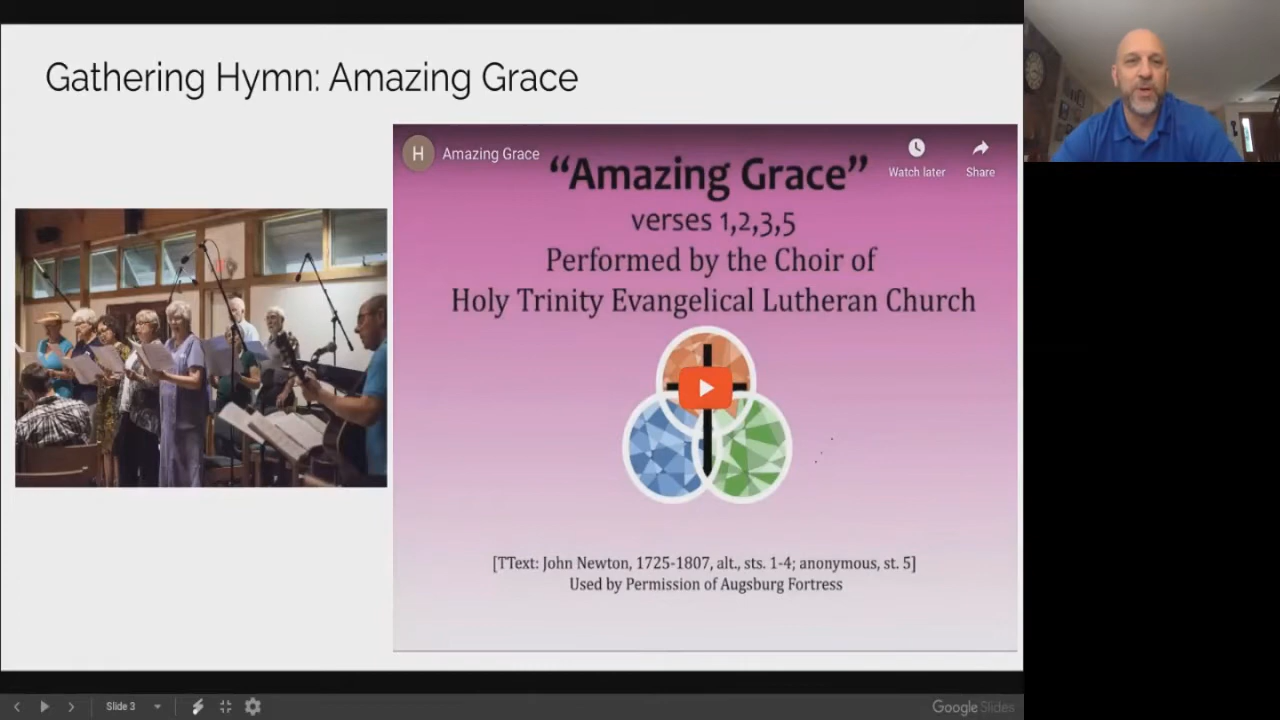 Gathering Hymn: Amazing Grace
H
Amazing Grace
Watch later
Share
“Amazing Grace”
verses 1,2,3,5
Performed by the Choir of
Holy Trinity Evangelical Lutheran Church
[TText: John Newton, 1725-1807, alt., sts. 1-4; anonymous, st. 5]
Used by Permission of Augsburg Fortress
Slide 3
Google Slides